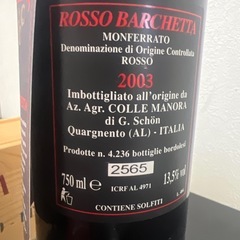 ROSSO BARCHETTA
MONFERRATO
Denominazione di Origine Controllata
ROSSO
2003
Imbottigliato all'origine da
Az. Agr. COLLE MANORA
di G. Schön
Quargnento (AL) - ITALIA
Prodotte n. 4.236 bottiglie bordolesi
2565
750 ml e
ICRF AL 4971
13,5% vol
CONTIENE SOLFITI